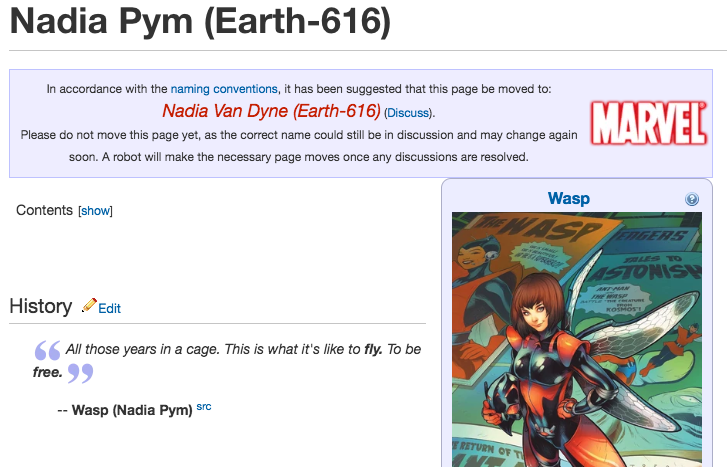 Nadia Pym (Earth-616)
In accordance with the naming conventions, it has been suggested that this page be moved to:
Nadia Van Dyne (Earth-616) (Discuss).
Please do not move this page yet, as the correct name could still be in discussion and may change again
soon. A robot will make the necessary page moves once any discussions are resolved.
MARVEL
Contents [show]
Wasp
THE WASP
TALES TO
ASTONISH
ANT-MAN
AND THE WASP
BATTLE "THE CREATURE
FROM
KOSMOS!"
THE RETURN OF
History Edit
All those years in a cage. This is what it's like to fly. To be
free.
-- Wasp (Nadia Pym) src